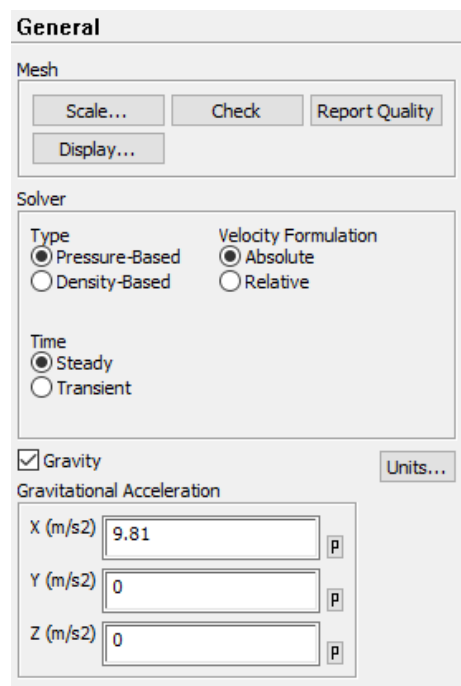 General
Mesh
Scale... Check Report Quality
Display...
Solver
Type Velocity Formulation
Pressure-Based Absolute
Density-Based Relative
Time
Steady
Transient
Gravity Units...
Gravitational Acceleration
X (m/s2) 9.81 P
Y (m/s2) 0 P
Z (m/s2) 0 P